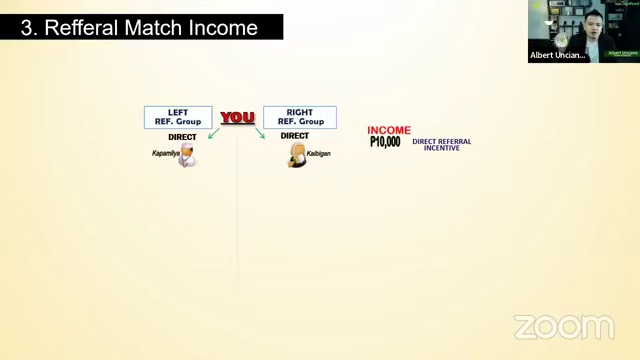 3. Refferal Match Income
Albert Uncian...
LEFT
REF. Group
YOU
RIGHT
REF. Group
DIRECT
Kapamilya
DIRECT
Kaibigan
INCOME
₱10,000
DIRECT REFERRAL
INCENTIVE
zoom